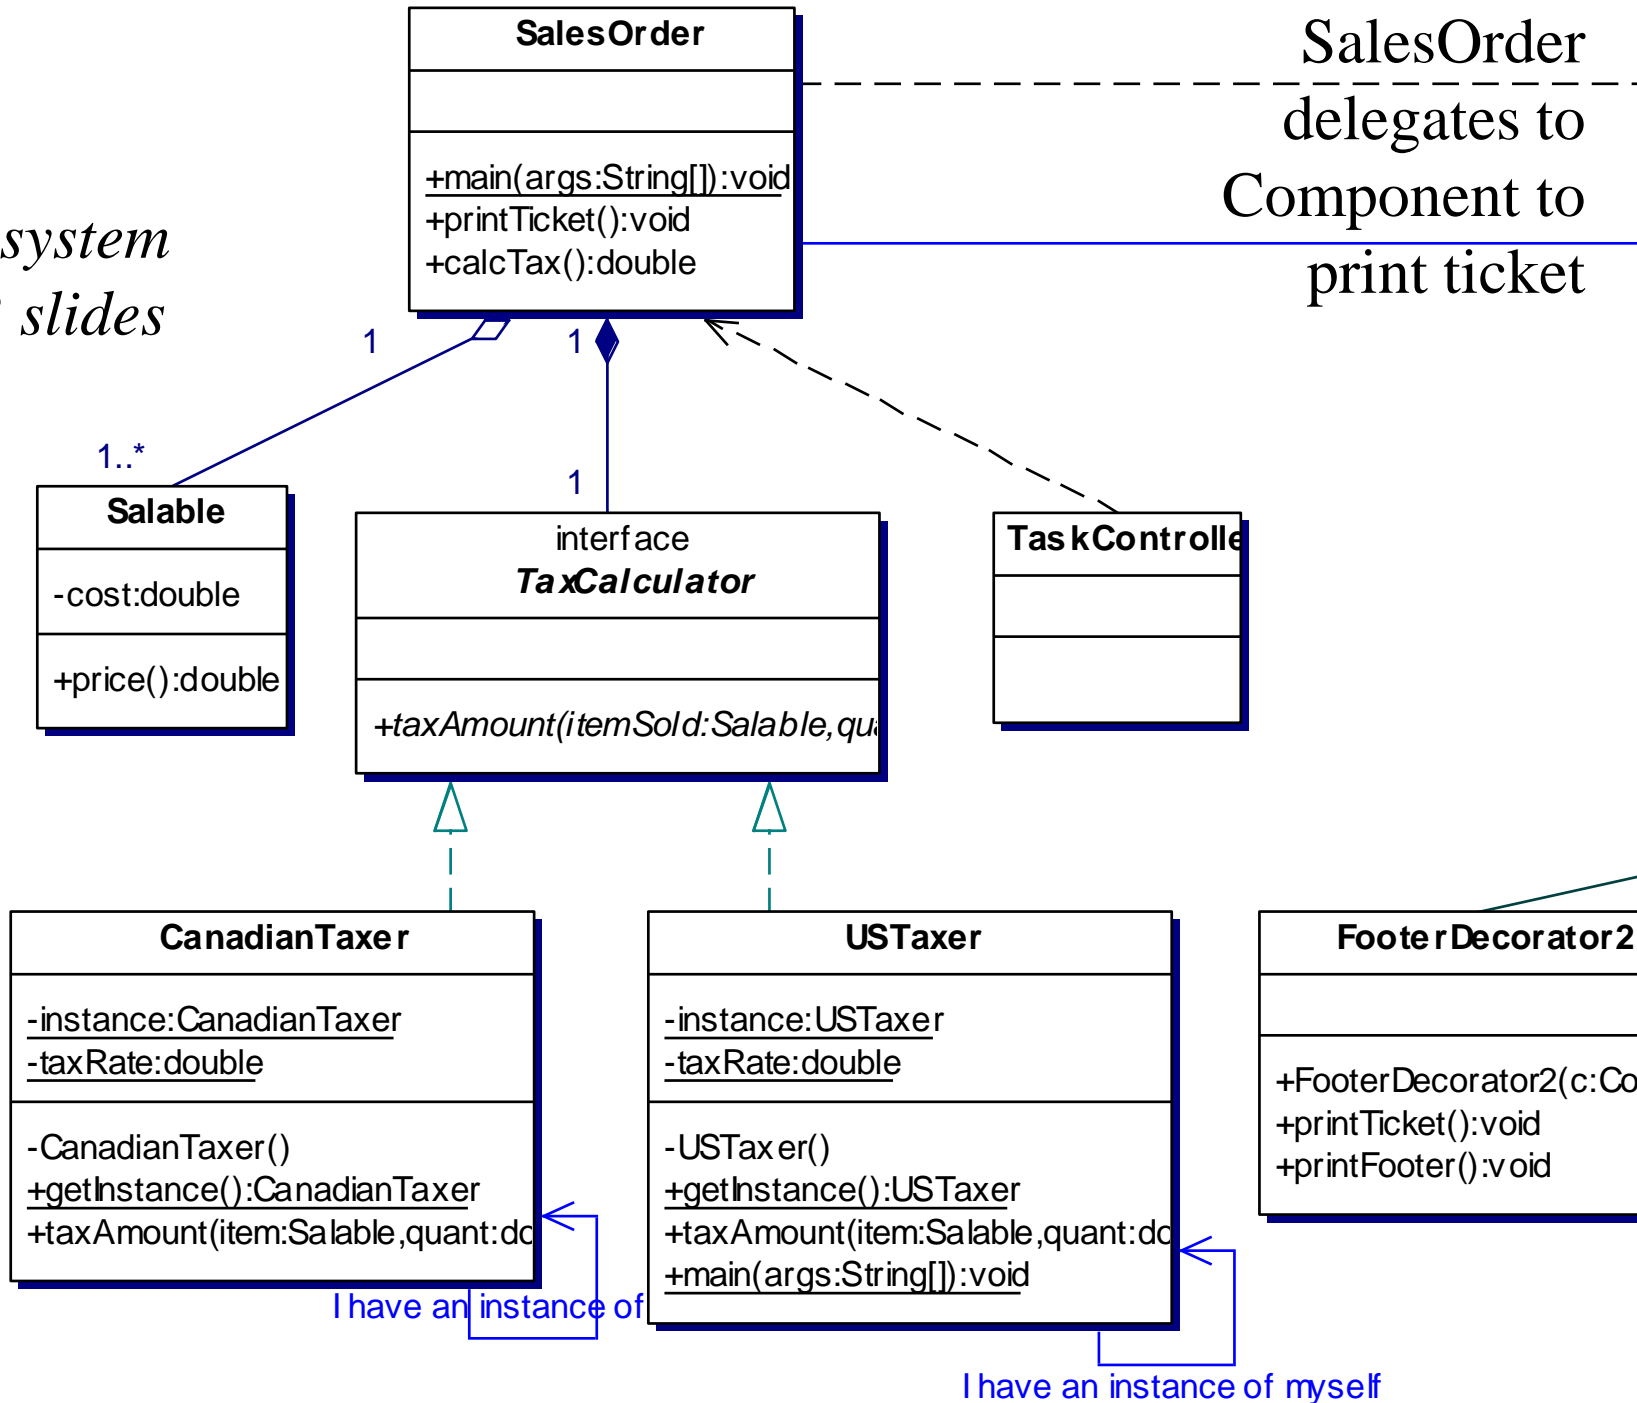 SalesOrder
+main(args:String[]):void
+printTicket():void
+calcTax():double
SalesOrder
delegates to
Component to
print ticket
system
slides
1
1
1..*
1
Salable
-cost:double
+price():double
interface
TaxCalculator
+taxAmount(itemSold:Salable,qua
TaskControlle
CanadianTaxer
-instance:CanadianTaxer
-taxRate:double
-CanadianTaxer()
+getInstance():CanadianTaxer
+taxAmount(item:Salable,quant:do
I have an instance of
USTaxer
-instance:USTaxer
-taxRate:double
-USTaxer()
+getInstance():USTaxer
+taxAmount(item:Salable,quant:do
+main(args:String[]):void
I have an instance of myself
FooterDecorator2
+FooterDecorator2(c:Co
+printTicket():void
+printFooter():void